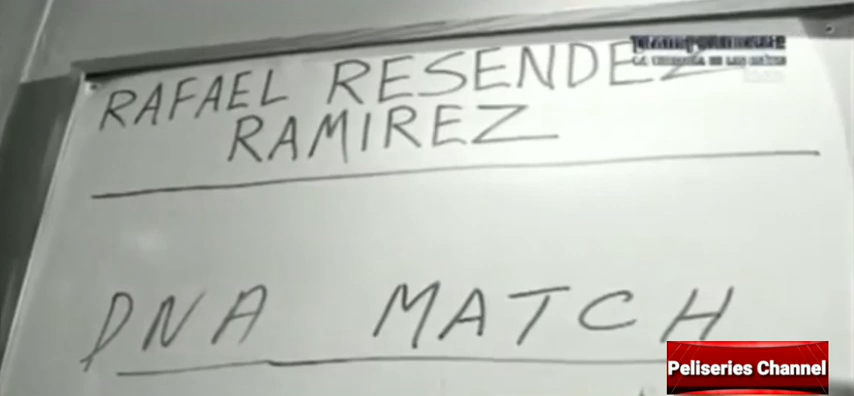 RAFAEL RESENDEZ
RAMIREZ
DNA MATCH
Peliseries Channel